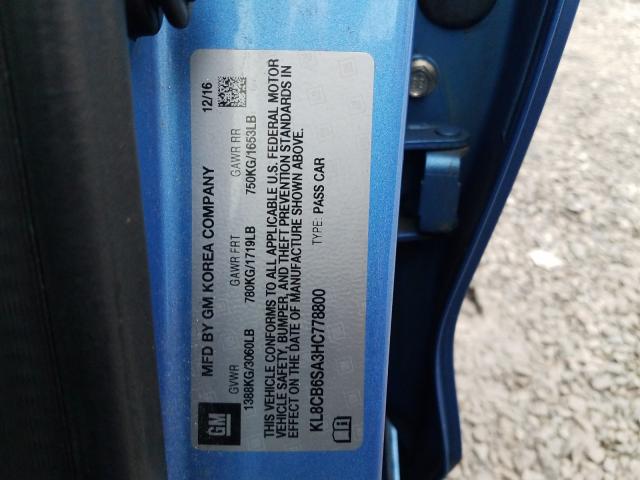 MFD BY GM KOREA COMPANY 12/16
GVWR GAWR FRT GAWR RR
1388KG/3060LB 780KG/1719LB 750KG/1653LB
THIS VEHICLE CONFORMS TO ALL APPLICABLE U.S. FEDERAL MOTOR
VEHICLE SAFETY, BUMPER, AND THEFT PREVENTION STANDARDS IN
EFFECT ON THE DATE OF MANUFACTURE SHOWN ABOVE.
KL8CB6SA3HC778800 TYPE: PASS CAR
GM